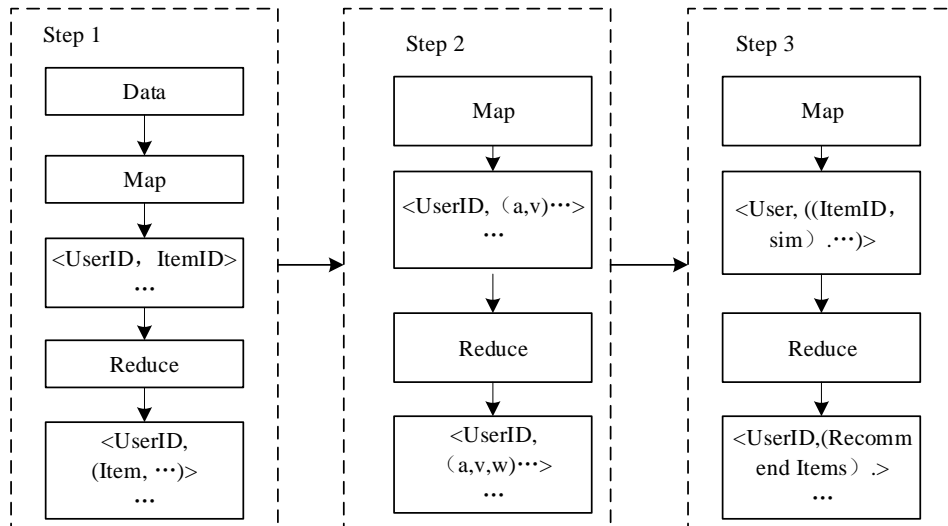 Step 1
Data
Map
<UserID，ItemID>
…
Reduce
<UserID,
(Item, …)>
…
Step 2
Map
<UserID,（a,v)…>
…
Reduce
<UserID,
（a,v,w)…>
…
Step 3
Map
<User, ((ItemID，
sim）.…)>
Reduce
<UserID,(Recomm
end Items）.>
…